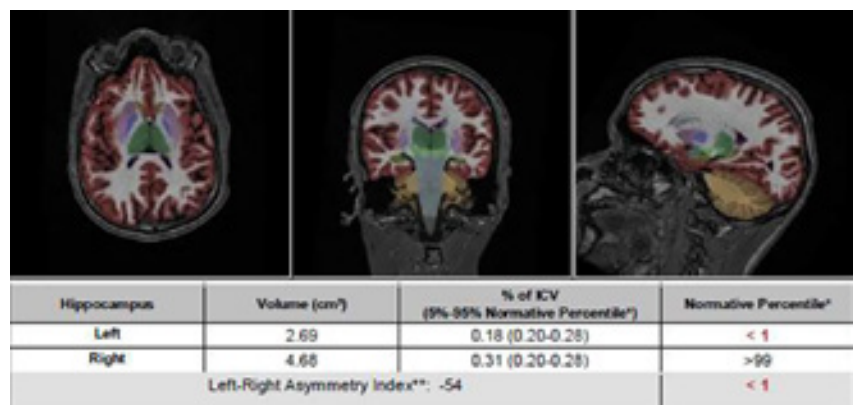 Hippocampus Volume (cm³) % of ICV (5%-95% Normative Percentile*) Normative Percentile*
Left 2.69 0.18 (0.20-0.28) < 1
Right 4.68 0.31 (0.20-0.28) >99
Left-Right Asymmetry Index**: -54 < 1